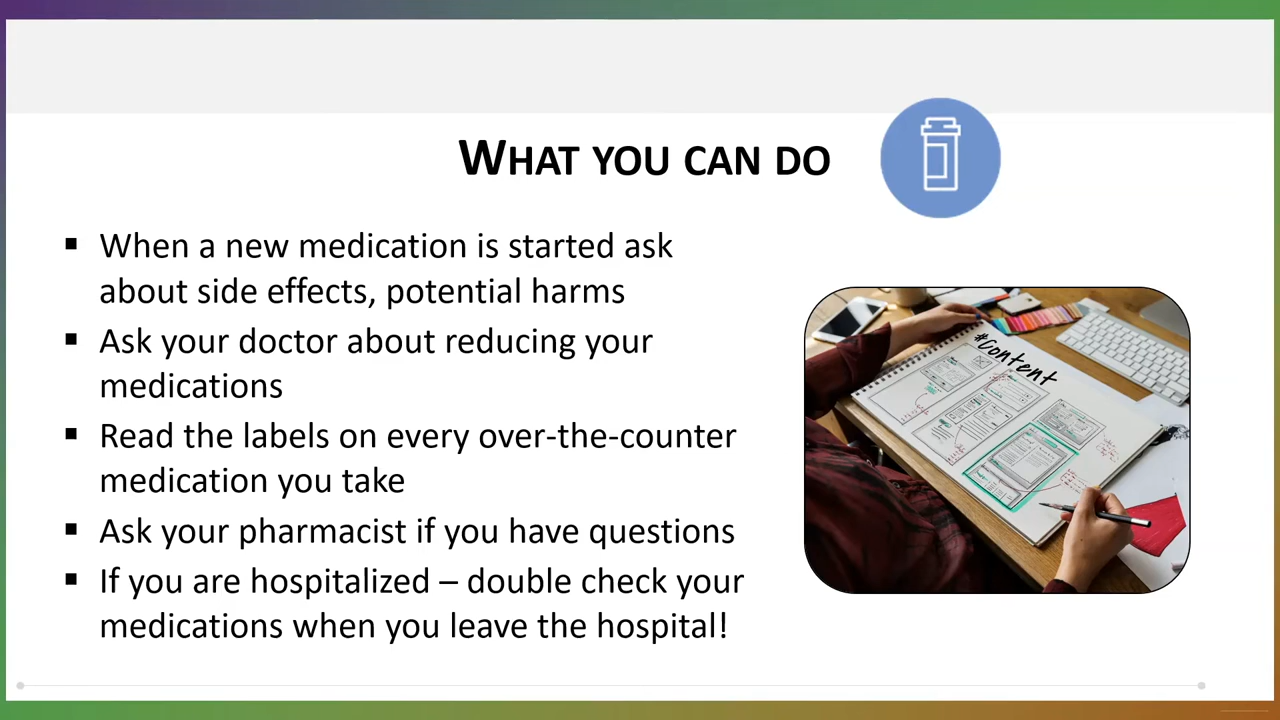 WHAT YOU CAN DO
▪ When a new medication is started ask
about side effects, potential harms
▪ Ask your doctor about reducing your
medications
▪ Read the labels on every over-the-counter
medication you take
▪ Ask your pharmacist if you have questions
▪ If you are hospitalized – double check your
medications when you leave the hospital!
#Content